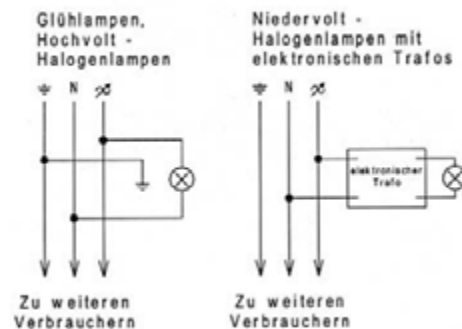 Glühlampen,
Hochvolt -
Halogenlampen
N
Zu weiteren
Verbrauchern
Niedervolt -
Halogenlampen mit
elektronischen Trafos
N
elektronischer
Trafo
Zu weiteren
Verbrauchern